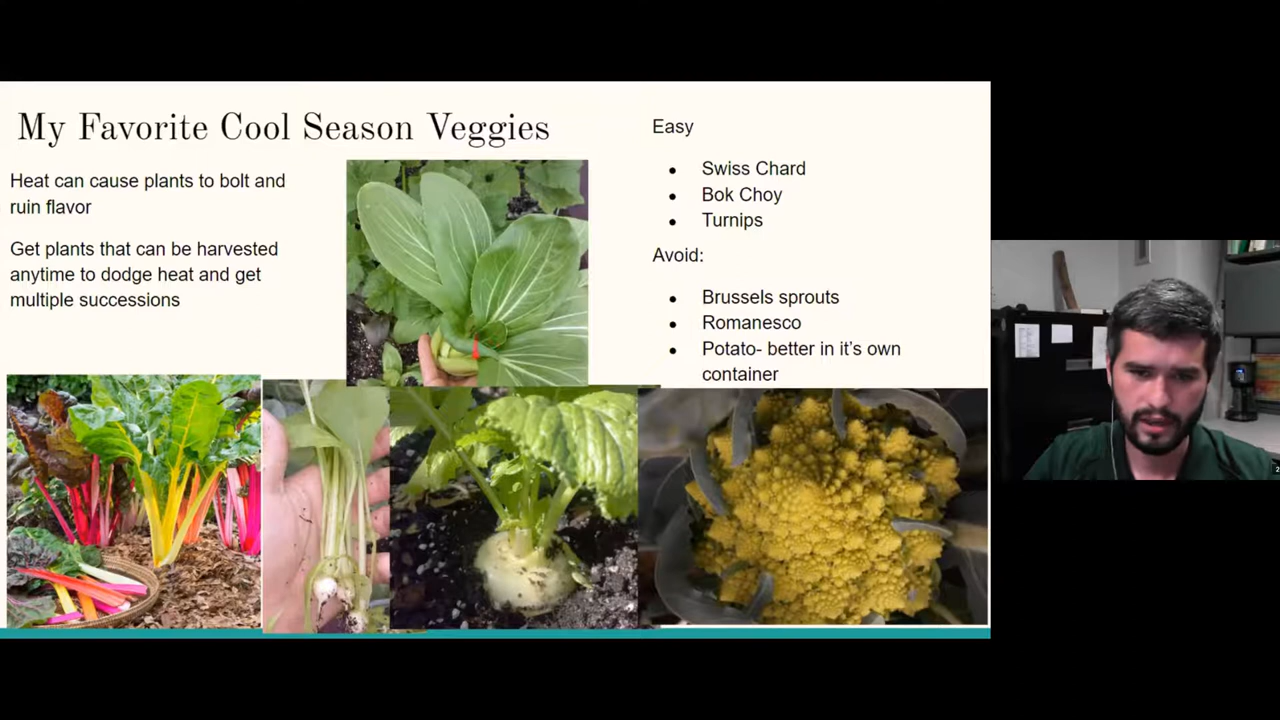 My Favorite Cool Season Veggies
Heat can cause plants to bolt and
ruin flavor
Get plants that can be harvested
anytime to dodge heat and get
multiple successions
Easy
● Swiss Chard
● Bok Choy
● Turnips
Avoid:
● Brussels sprouts
● Romanesco
● Potato- better in it's own
container
2